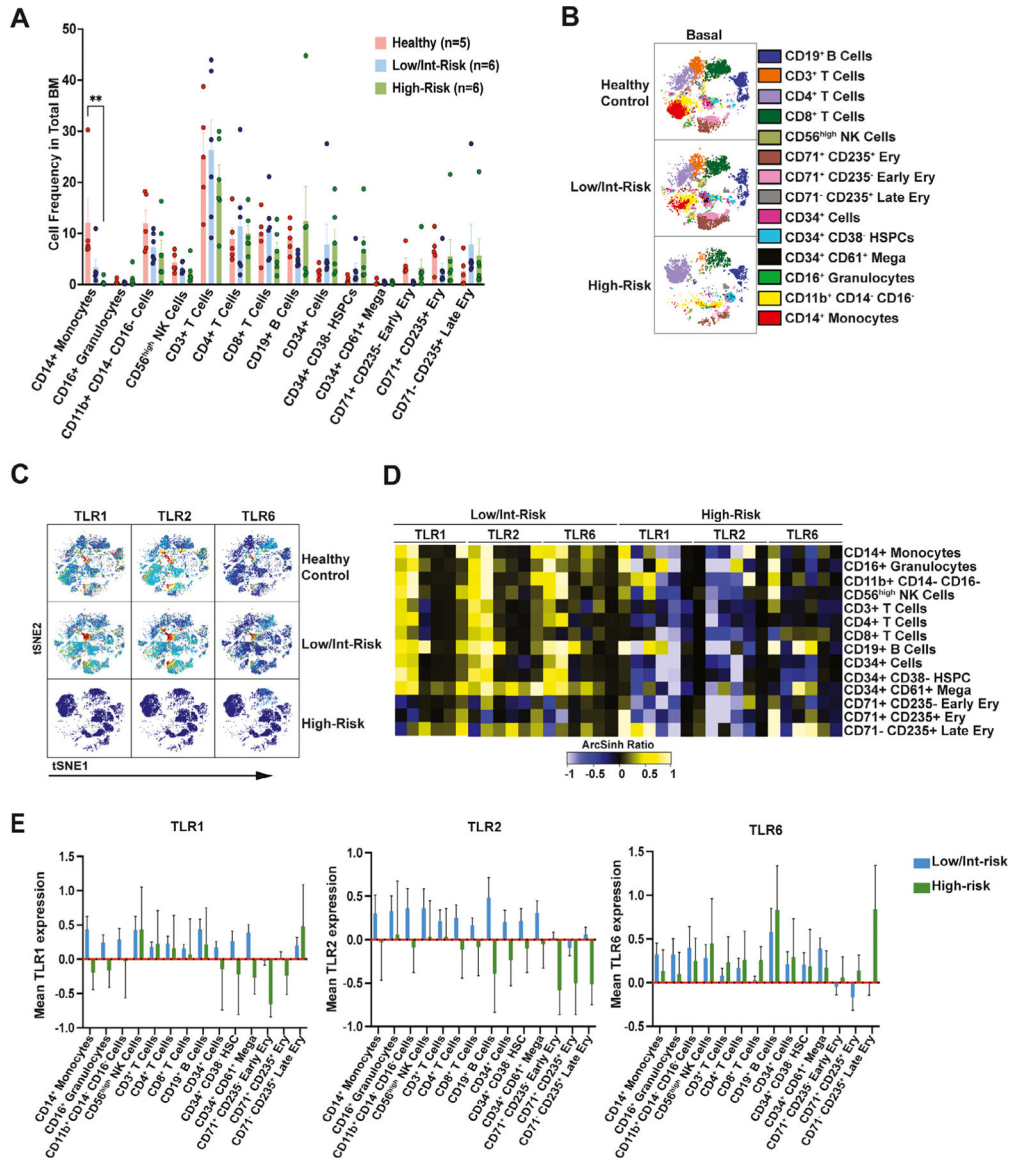 A
50
40
30
20
10
0
Cell Frequency in Total BM
**
Healthy (n=5)
Low/Int-Risk (n=6)
High-Risk (n=6)
CD14+ Monocytes
CD16+ Granulocytes
CD11b+ CD14- CD16- Cells
CD56high NK Cells
CD3+ T Cells
CD4+ T Cells
CD8+ T Cells
CD19+ B Cells
CD34+ Cells
CD34+ CD38- HSPCs
CD34+ CD61+ Mega
CD71+ CD235- Early Ery
CD71+ CD235+ Ery
CD71- CD235+ Late Ery
B
Basal
Healthy
Control
Low/Int-Risk
High-Risk
CD19+ B Cells
CD3+ T Cells
CD4+ T Cells
CD8+ T Cells
CD56high NK Cells
CD71+ CD235+ Ery
CD71+ CD235- Early Ery
CD71- CD235+ Late Ery
CD34+ Cells
CD34+ CD38- HSPCs
CD34+ CD61+ Mega
CD16+ Granulocytes
CD11b+ CD14- CD16-
CD14+ Monocytes
C
TLR1 TLR2 TLR6
Healthy
Control
Low/Int-Risk
High-Risk
tSNE2
tSNE1
D
Low/Int-Risk High-Risk
TLR1 TLR2 TLR6 TLR1 TLR2 TLR6
CD14+ Monocytes
CD16+ Granulocytes
CD11b+ CD14- CD16-
CD56high NK Cells
CD3+ T Cells
CD4+ T Cells
CD8+ T Cells
CD19+ B Cells
CD34+ Cells
CD34+ CD38- HSPC
CD34+ CD61+ Mega
CD71+ CD235- Early Ery
CD71+ CD235+ Ery
CD71- CD235+ Late Ery
ArcSinh Ratio
-1 -0.5 0 0.5 1
E
TLR1
Mean TLR1 expression
1.5
1.0
0.5
0.0
-0.5
-1.0
CD14+ Monocytes
CD16+ Granulocytes
CD11b+ CD14- CD16- Cells
CD56high NK Cells
CD3+ T Cells
CD4+ T Cells
CD8+ T Cells
CD19+ B Cells
CD34+ Cells
CD34+ CD38- HSC
CD34+ CD61+ Mega
CD71+ CD235- Early Ery
CD71+ CD235+ Ery
CD71- CD235+ Late Ery
TLR2
Mean TLR2 expression
1.0
0.5
0.0
-0.5
-1.0
CD14+ Monocytes
CD16+ Granulocytes
CD11b+ CD14- CD16- Cells
CD56high NK Cells
CD3+ T Cells
CD4+ T Cells
CD8+ T Cells
CD19+ B Cells
CD34+ Cells
CD34+ CD38- HSC
CD34+ CD61+ Mega
CD71+ CD235- Early Ery
CD71+ CD235+ Ery
CD71- CD235+ Late Ery
TLR6
Mean TLR6 expression
1.5
1.0
0.5
0.0
-0.5
CD14+ Monocytes
CD16+ Granulocytes
CD11b+ CD14- CD16- Cells
CD56high NK Cells
CD3+ T Cells
CD4+ T Cells
CD8+ T Cells
CD19+ B Cells
CD34+ Cells
CD34+ CD38- HSC
CD34+ CD61+ Mega
CD71+ CD235- Early Ery
CD71+ CD235+ Ery
CD71- CD235+ Late Ery
Low/Int-risk
High-risk